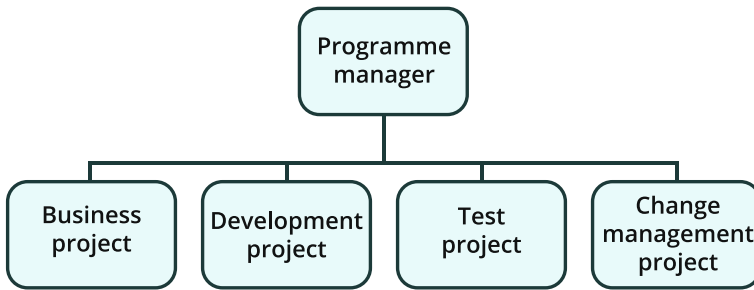 Programme
manager
Business
project
Development
project
Test
project
Change
management
project